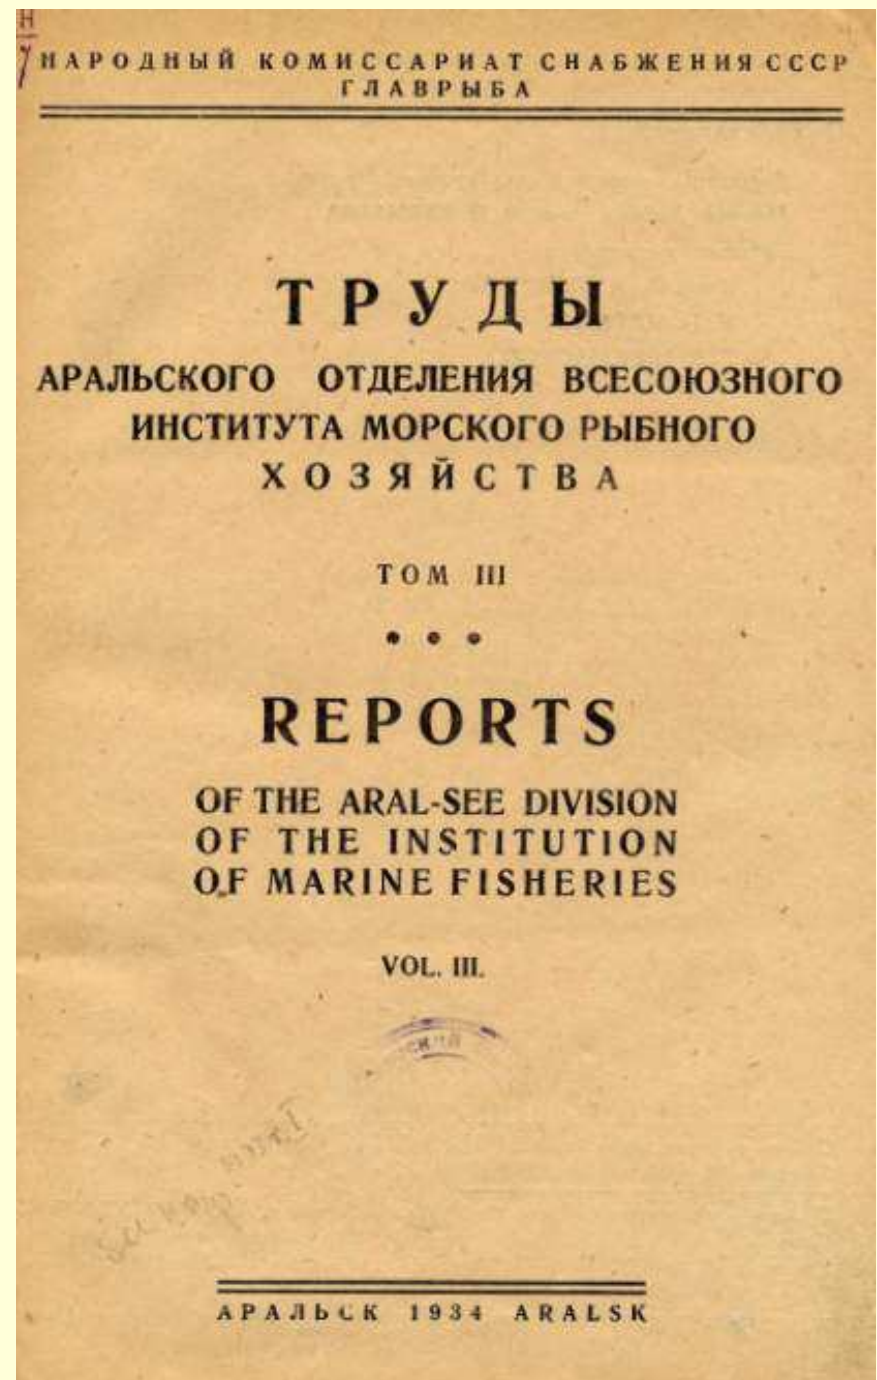 Н
7
НАРОДНЫЙ КОМИССАРИАТ СНАБЖЕНИЯ СССР
ГЛАВРЫБА
ТРУДЫ
АРАЛЬСКОГО ОТДЕЛЕНИЯ ВСЕСОЮЗНОГО
ИНСТИТУТА МОРСКОГО РЫБНОГО
ХОЗЯЙСТВА
ТОМ III
• • •
REPORTS
OF THE ARAL-SEE DIVISION
OF THE INSTITUTION
OF MARINE FISHERIES
VOL. III.
АРАЛЬСК 1934 ARALSK